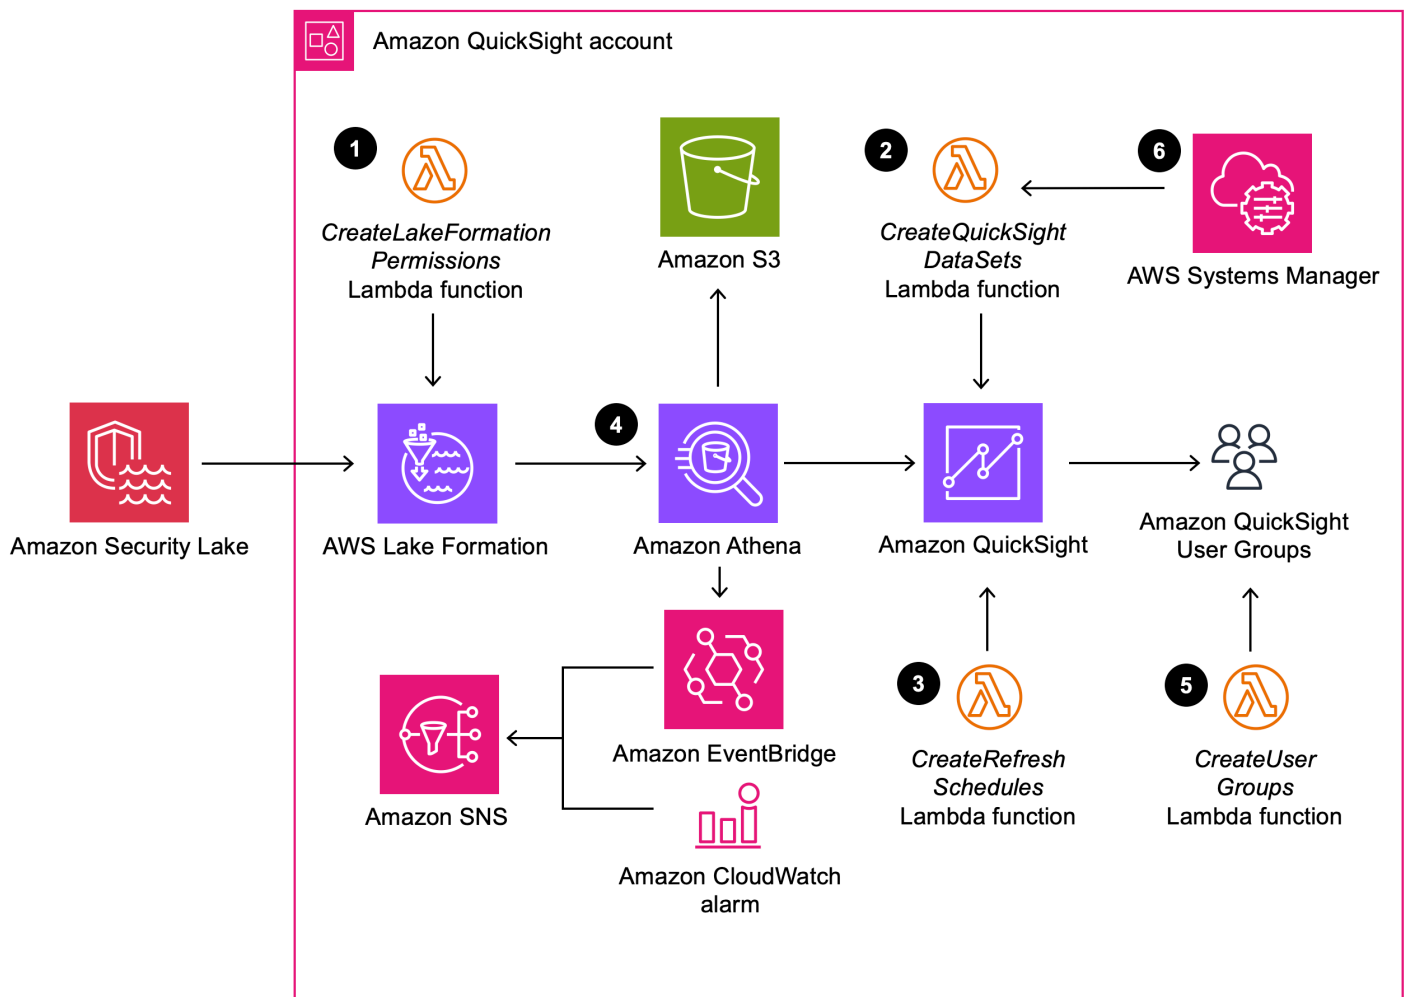 Amazon QuickSight account
1
CreateLakeFormation
Permissions
Lambda function
Amazon S3
2
CreateQuickSight
DataSets
Lambda function
6
AWS Systems Manager
Amazon Security Lake
AWS Lake Formation
4
Amazon Athena
Amazon QuickSight
Amazon QuickSight
User Groups
Amazon SNS
Amazon EventBridge
Amazon CloudWatch
alarm
3
CreateRefresh
Schedules
Lambda function
5
CreateUser
Groups
Lambda function